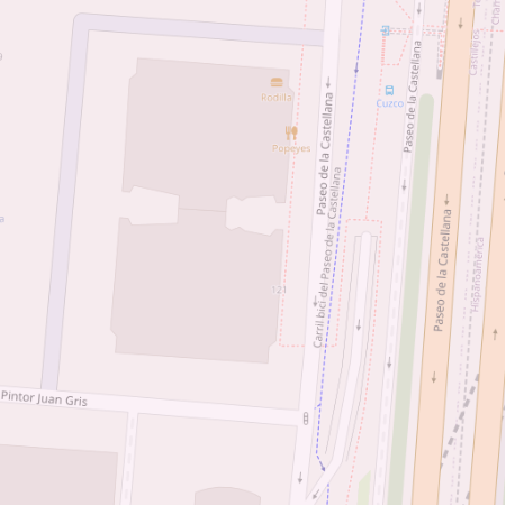 Rodilla
Popeyes
Cuzco
Paseo de la Castellana
Paseo de la Castellana
Carril bici del Paseo de la Castellana
Paseo de la Castellana
121
Pintor Juan Gris
Castillejos
Hispanoamérica